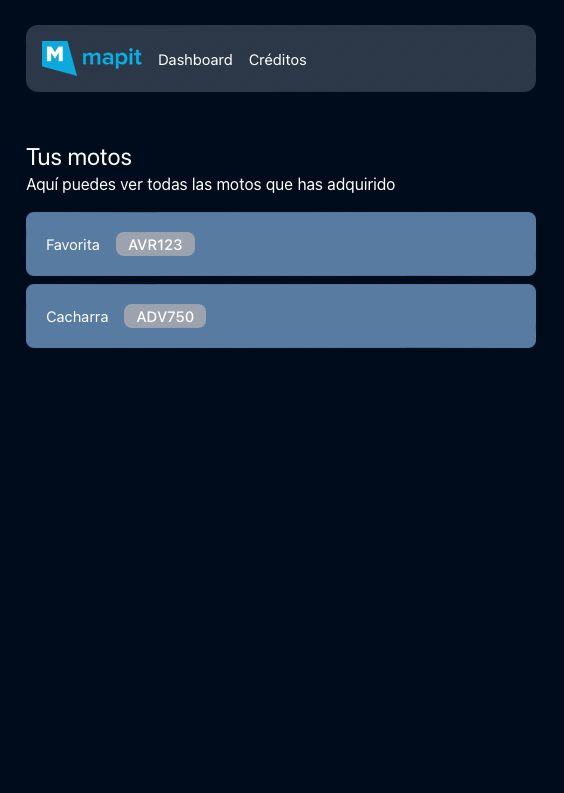 M mapit Dashboard Créditos
Tus motos
Aquí puedes ver todas las motos que has adquirido
Favorita AVR123
Cacharra ADV750